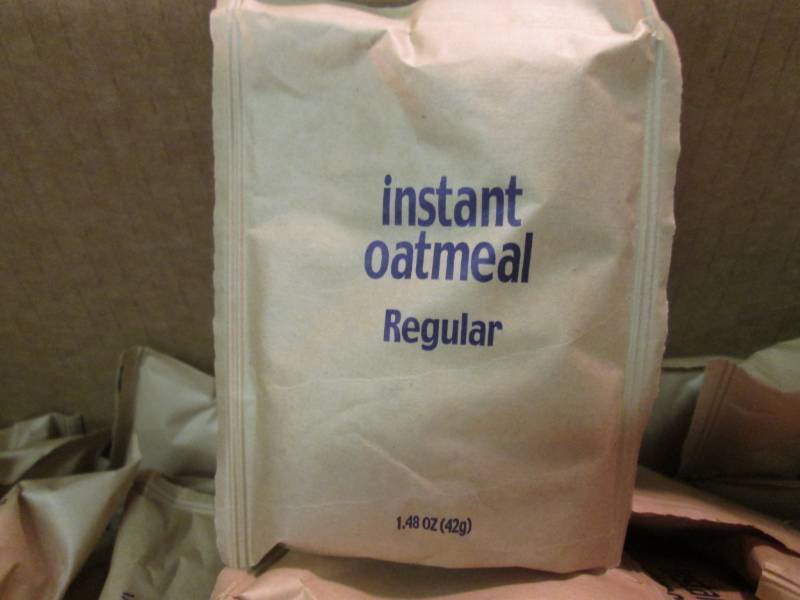 instant
oatmeal
Regular
1.48 OZ (42g)